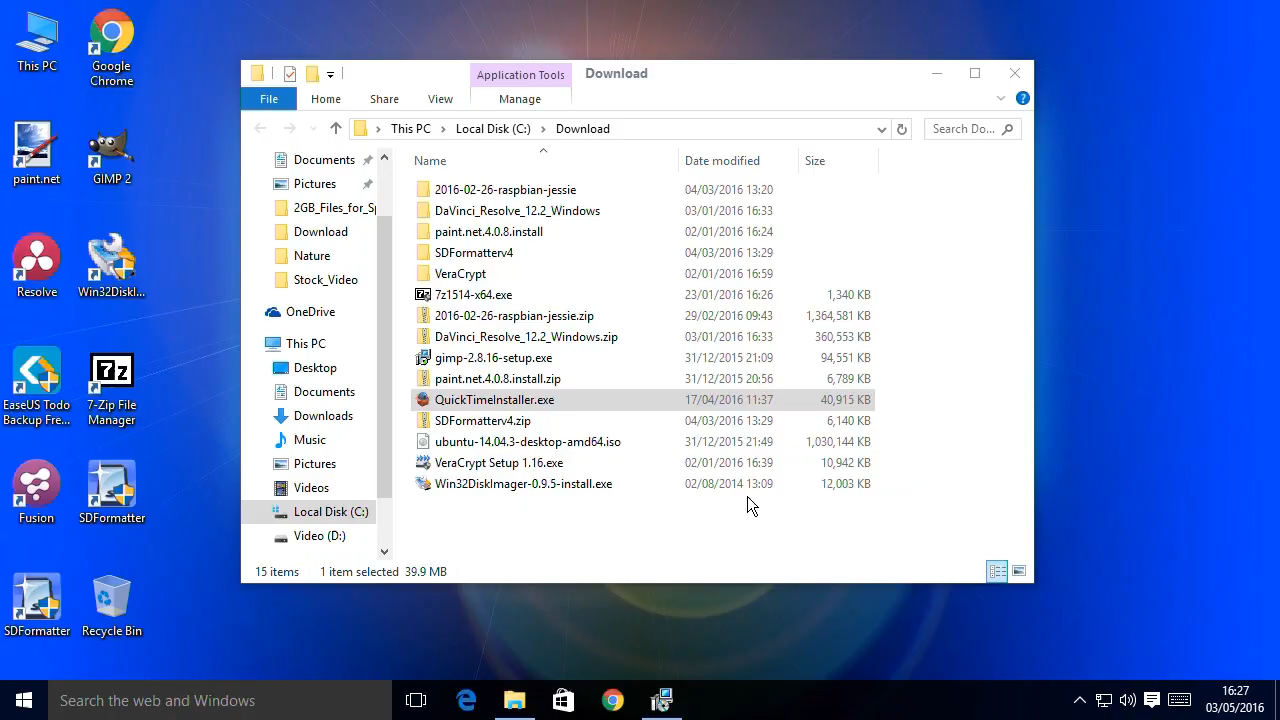 This PC
Google
Chrome
paint.net
GIMP 2
Resolve
Win32DiskI...
EaseUS Todo
Backup Fre...
7z
7-Zip File
Manager
Fusion
SDFormatter
SDFormatter
Recycle Bin
Application Tools
Download
File
Home
Share
View
Manage
This PC
Local Disk (C:)
Download
Search Do...
Documents
Pictures
2GB_Files_for_Sp
Download
Nature
Stock_Video
OneDrive
This PC
Desktop
Documents
Downloads
Music
Pictures
Videos
Local Disk (C:)
Video (D:)
Name Date modified Size
2016-02-26-raspbian-jessie 04/03/2016 13:20
DaVinci_Resolve_12.2_Windows 03/01/2016 16:33
paint.net.4.0.8.install 02/01/2016 16:24
SDFormatterv4 04/03/2016 13:29
VeraCrypt 02/01/2016 16:59
7z1514-x64.exe 23/01/2016 16:26 1,340 KB
2016-02-26-raspbian-jessie.zip 29/02/2016 09:43 1,364,581 KB
DaVinci_Resolve_12.2_Windows.zip 03/01/2016 16:33 360,553 KB
gimp-2.8.16-setup.exe 31/12/2015 21:09 94,551 KB
paint.net.4.0.8.install.zip 31/12/2015 20:56 6,789 KB
QuickTimeInstaller.exe 17/04/2016 11:37 40,915 KB
SDFormatterv4.zip 04/03/2016 13:29 6,140 KB
ubuntu-14.04.3-desktop-amd64.iso 31/12/2015 21:49 1,030,144 KB
VeraCrypt Setup 1.16.exe 02/01/2016 16:39 10,942 KB
Win32DiskImager-0.9.5-install.exe 02/08/2014 13:09 12,003 KB
15 items 1 item selected 39.9 MB
Search the web and Windows
16:27
03/05/2016